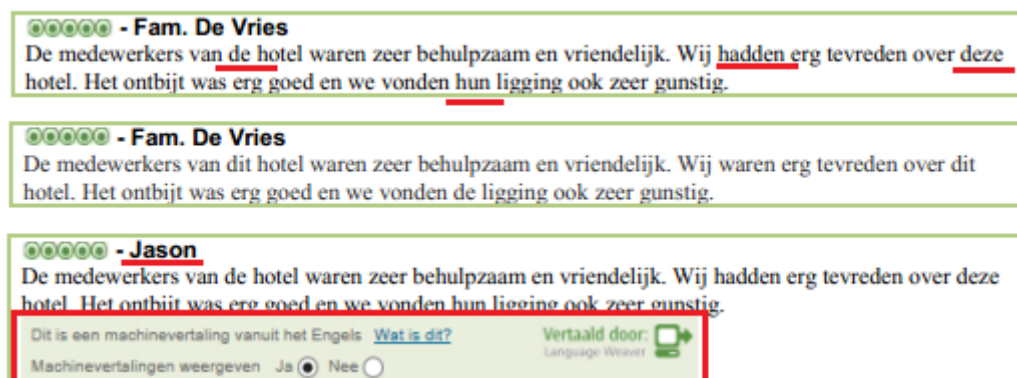 - Fam. De Vries
De medewerkers van de hotel waren zeer behulpzaam en vriendelijk. Wij hadden erg tevreden over deze
hotel. Het ontbijt was erg goed en we vonden hun ligging ook zeer gunstig.
- Fam. De Vries
De medewerkers van dit hotel waren zeer behulpzaam en vriendelijk. Wij waren erg tevreden over dit
hotel. Het ontbijt was erg goed en we vonden de ligging ook zeer gunstig.
- Jason
De medewerkers van de hotel waren zeer behulpzaam en vriendelijk. Wij hadden erg tevreden over deze
hotel. Het ontbijt was erg goed en we vonden hun ligging ook zeer gunstig.
Dit is een machinevertaling vanuit het Engels Wat is dit? Vertaald door:
Language Weaver
Machinevertalingen weergeven Ja Nee